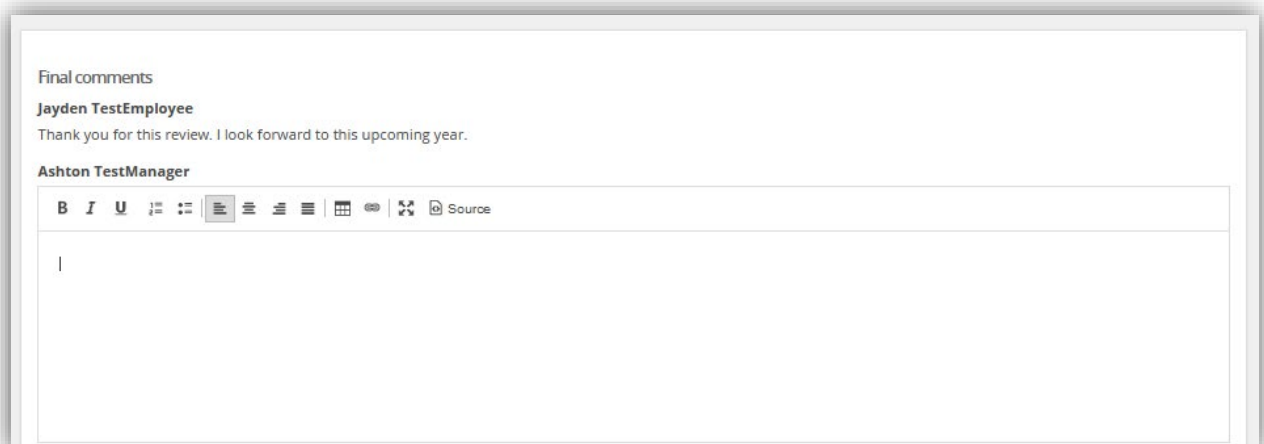 Final comments
Jayden TestEmployee
Thank you for this review. I look forward to this upcoming year.
Ashton TestManager
B I U Source